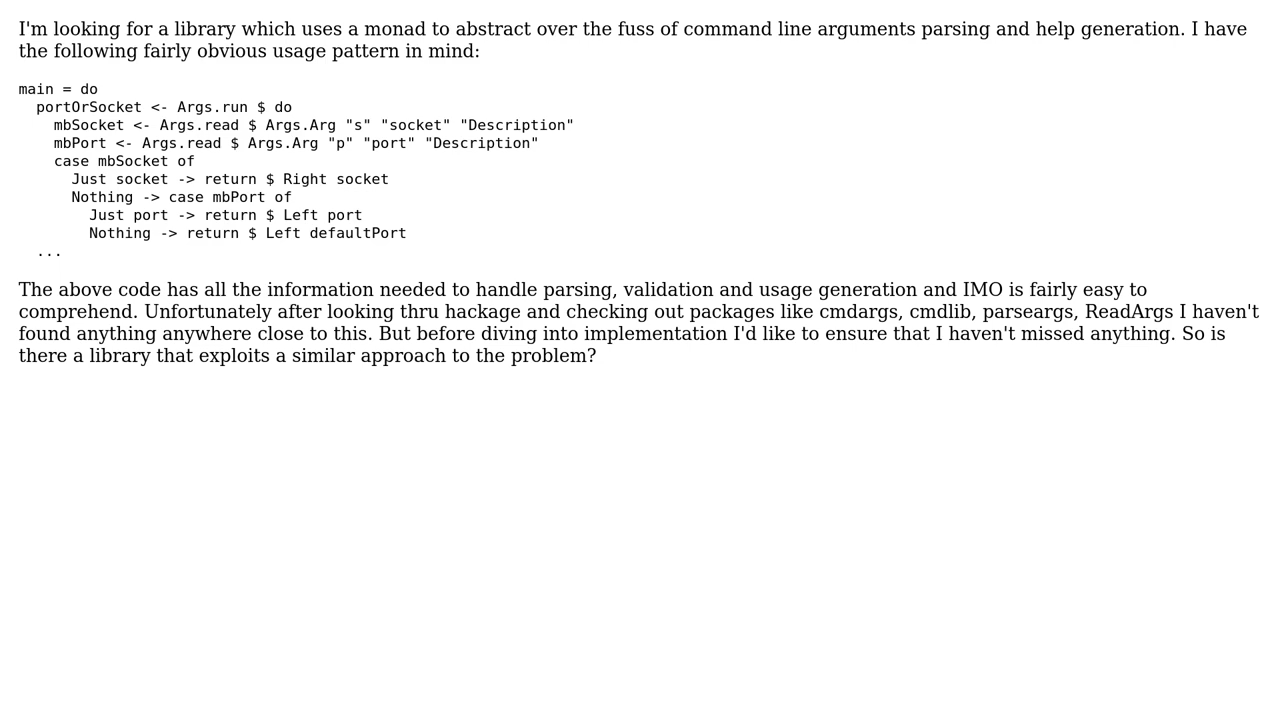 I'm looking for a library which uses a monad to abstract over the fuss of command line arguments parsing and help generation. I have
the following fairly obvious usage pattern in mind:
main = do
  portOrSocket <- Args.run $ do
    mbSocket <- Args.read $ Args.Arg "s" "socket" "Description"
    mbPort <- Args.read $ Args.Arg "p" "port" "Description"
    case mbSocket of
      Just socket -> return $ Right socket
      Nothing -> case mbPort of
        Just port -> return $ Left port
        Nothing -> return $ Left defaultPort
  ...
The above code has all the information needed to handle parsing, validation and usage generation and IMO is fairly easy to
comprehend. Unfortunately after looking thru hackage and checking out packages like cmdargs, cmdlib, parseargs, ReadArgs I haven't
found anything anywhere close to this. But before diving into implementation I'd like to ensure that I haven't missed anything. So is
there a library that exploits a similar approach to the problem?